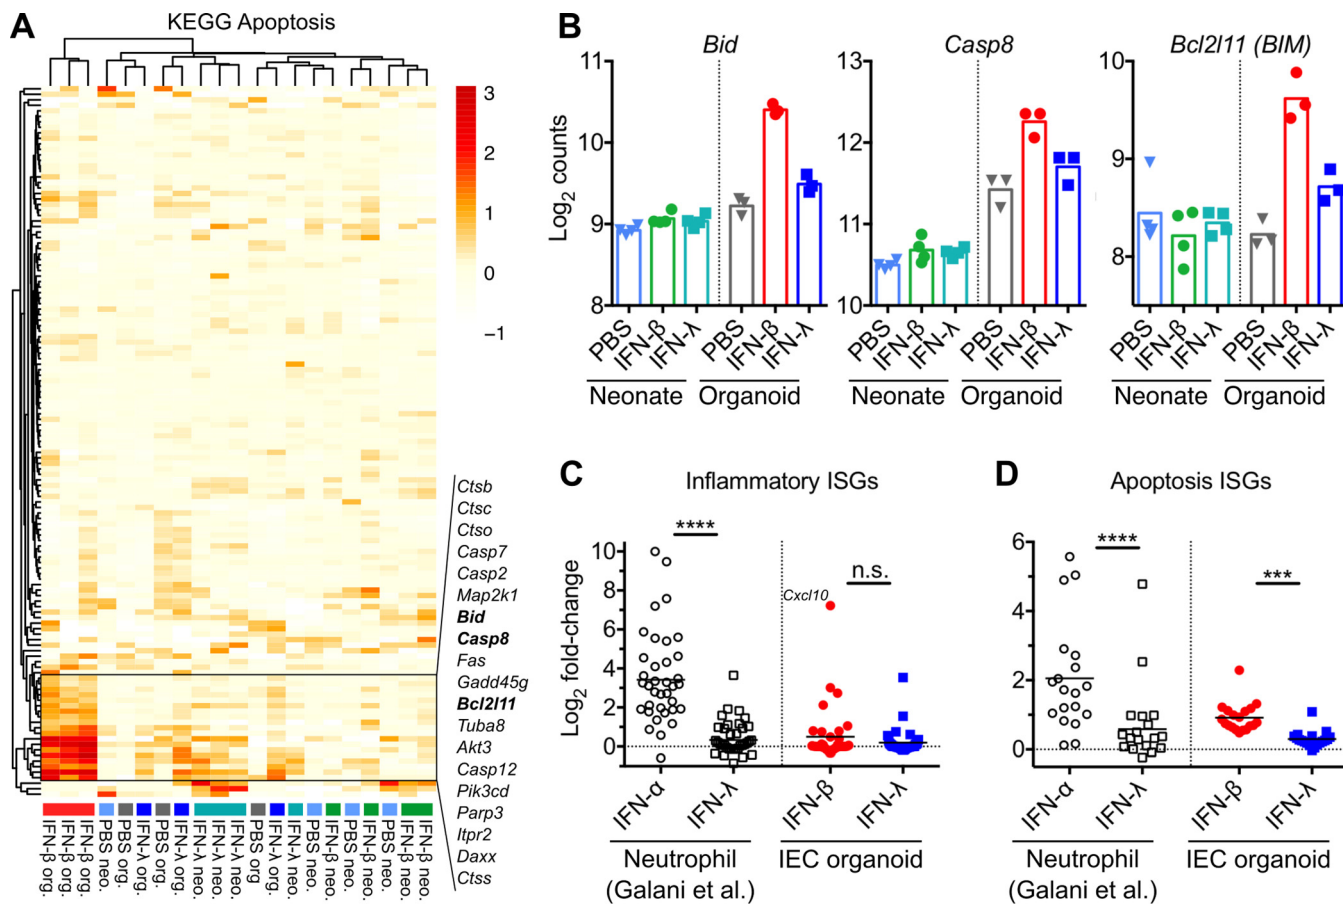 A
KEGG Apoptosis
3
2
1
0
−1
Ctsb
Ctsc
Ctso
Casp7
Casp2
Map2k1
Bid
Casp8
Fas
Gadd45g
Bcl2l11
Tuba8
Akt3
Casp12
Pik3cd
Parp3
Itpr2
Daxx
Ctss
IFN-β org.
IFN-β org.
IFN-β org.
PBS neo.
PBS org.
IFN-λ org.
PBS org.
IFN-λ org.
IFN-λ neo.
IFN-λ neo.
IFN-λ neo.
PBS org.
IFN-λ org.
IFN-λ neo.
PBS neo.
IFN-β neo.
PBS neo.
IFN-β neo.
PBS neo.
IFN-β neo.
IFN-β neo.
B
Bid
Log2 counts
11
10
9
8
PBS
IFN-β
IFN-λ
PBS
IFN-β
IFN-λ
Neonate
Organoid
Casp8
13
12
11
10
PBS
IFN-β
IFN-λ
PBS
IFN-β
IFN-λ
Neonate
Organoid
Bcl2l11 (BIM)
10
9
8
PBS
IFN-β
IFN-λ
PBS
IFN-β
IFN-λ
Neonate
Organoid
C
Inflammatory ISGs
Log2 fold-change
10
8
6
4
2
0
****
n.s.
Cxcl10
IFN-α
IFN-λ
IFN-β
IFN-λ
Neutrophil
(Galani et al.)
IEC organoid
D
Apoptosis ISGs
6
4
2
0
****
***
IFN-α
IFN-λ
IFN-β
IFN-λ
Neutrophil
(Galani et al.)
IEC organoid